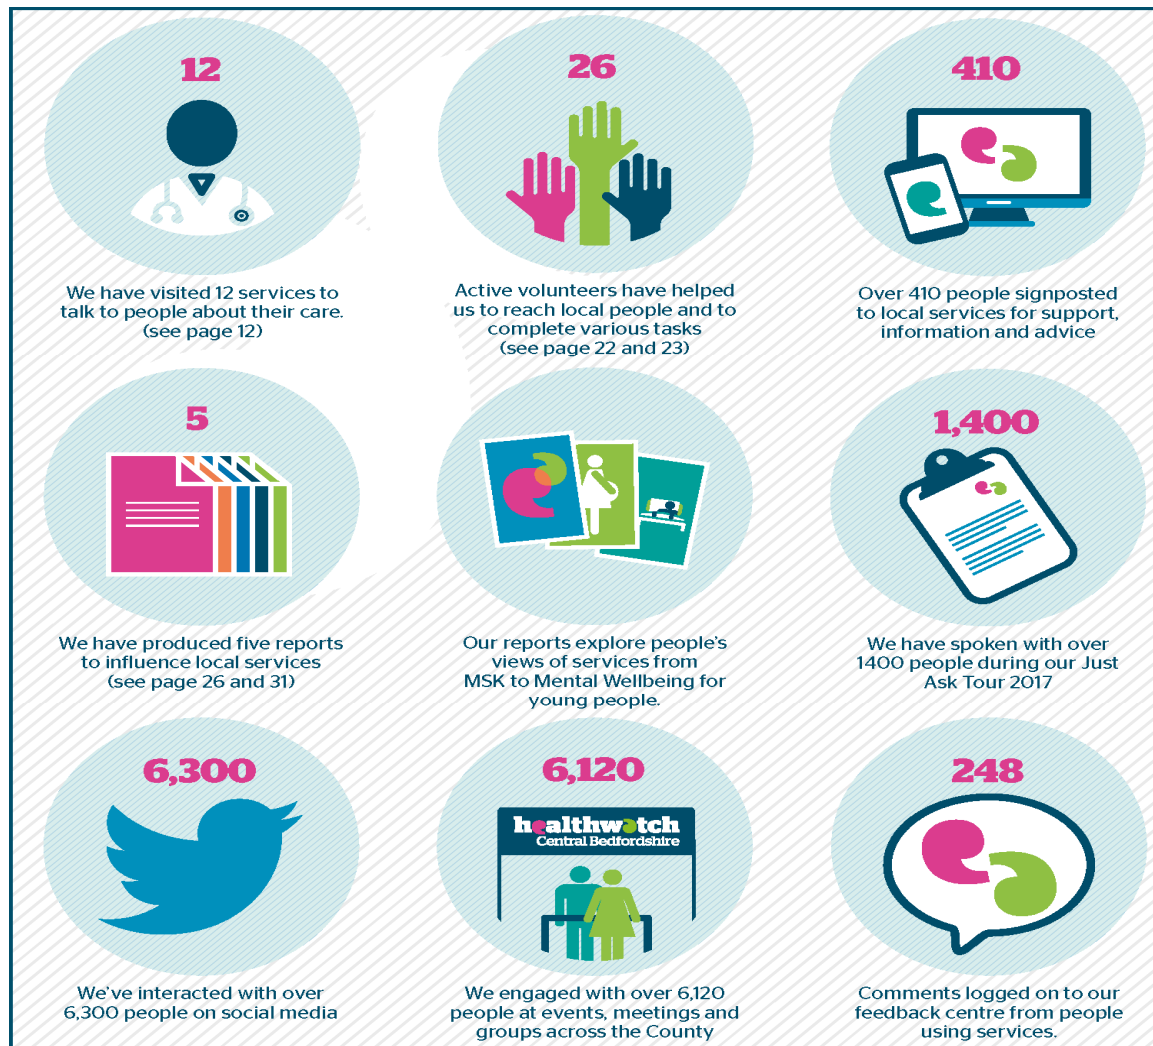 12
We have visited 12 services to
talk to people about their care.
(see page 12)
26
Active volunteers have helped
us to reach local people and to
complete various tasks
(see page 22 and 23)
410
Over 410 people signposted
to local services for support,
information and advice
5
We have produced five reports
to influence local services
(see page 26 and 31)
Our reports explore people's
views of services from
MSK to Mental Wellbeing for
young people.
1,400
We have spoken with over
1400 people during our Just
Ask Tour 2017
6,300
We've interacted with over
6,300 people on social media
6,120
healthwatch
Central Bedfordshire
We engaged with over 6,120
people at events, meetings and
groups across the County
248
Comments logged on to our
feedback centre from people
using services.